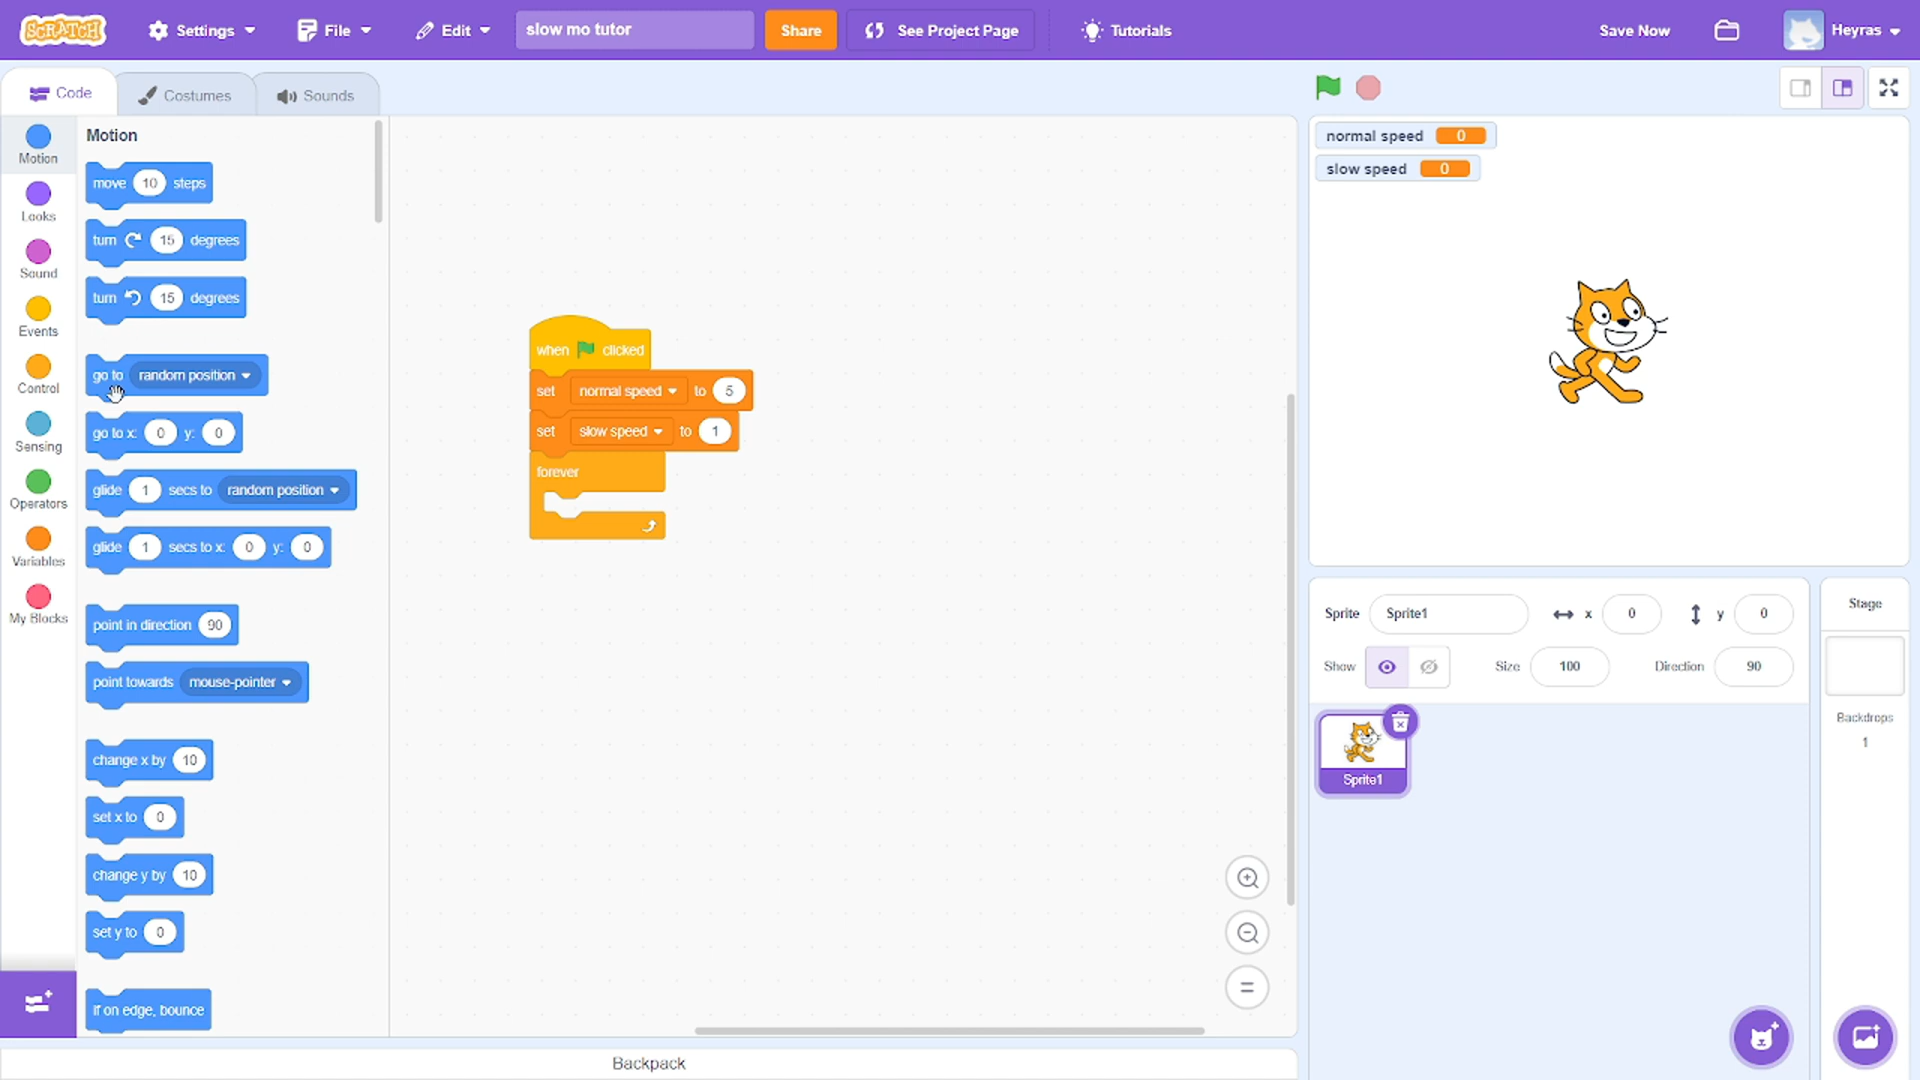 SCRATCH Settings File Edit slow mo tutor Share See Project Page Tutorials Save Now Heyras
Code Costumes Sounds
Motion
Looks
Sound
Events
Control
Sensing
Operators
Variables
My Blocks
Motion
move 10 steps
turn 15 degrees
turn 15 degrees
go to random position
go to x: 0 y: 0
glide 1 secs to random position
glide 1 secs to x: 0 y: 0
point in direction 90
point towards mouse-pointer
change x by 10
set x to 0
change y by 10
set y to 0
if on edge, bounce
when clicked
set normal speed to 5
set slow speed to 1
forever
normal speed 0
slow speed 0
Sprite Sprite1 x 0 y 0
Show Size 100 Direction 90
Sprite1
Stage
Backdrops
1
Backpack